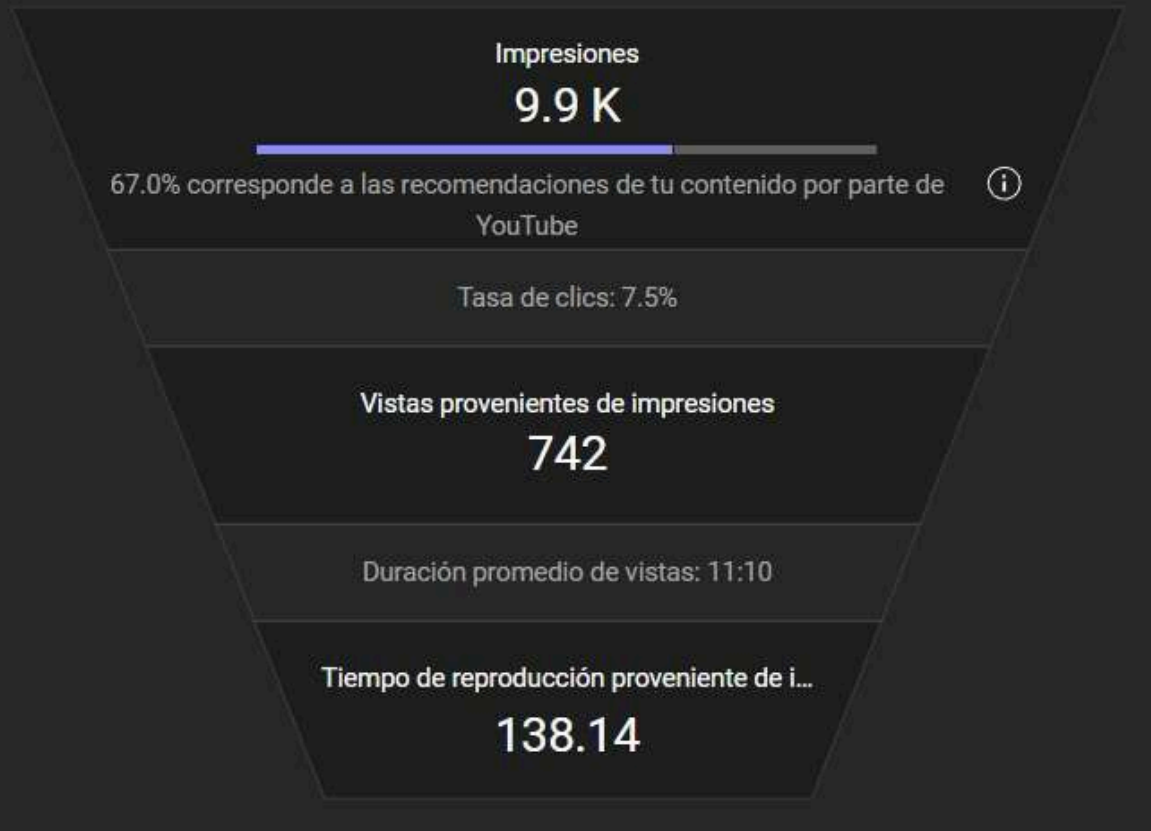 Impresiones
9.9 K
67.0% corresponde a las recomendaciones de tu contenido por parte de
YouTube
Tasa de clics: 7.5%
Vistas provenientes de impresiones
742
Duración promedio de vistas: 11:10
Tiempo de reproducción proveniente de i...
138.14